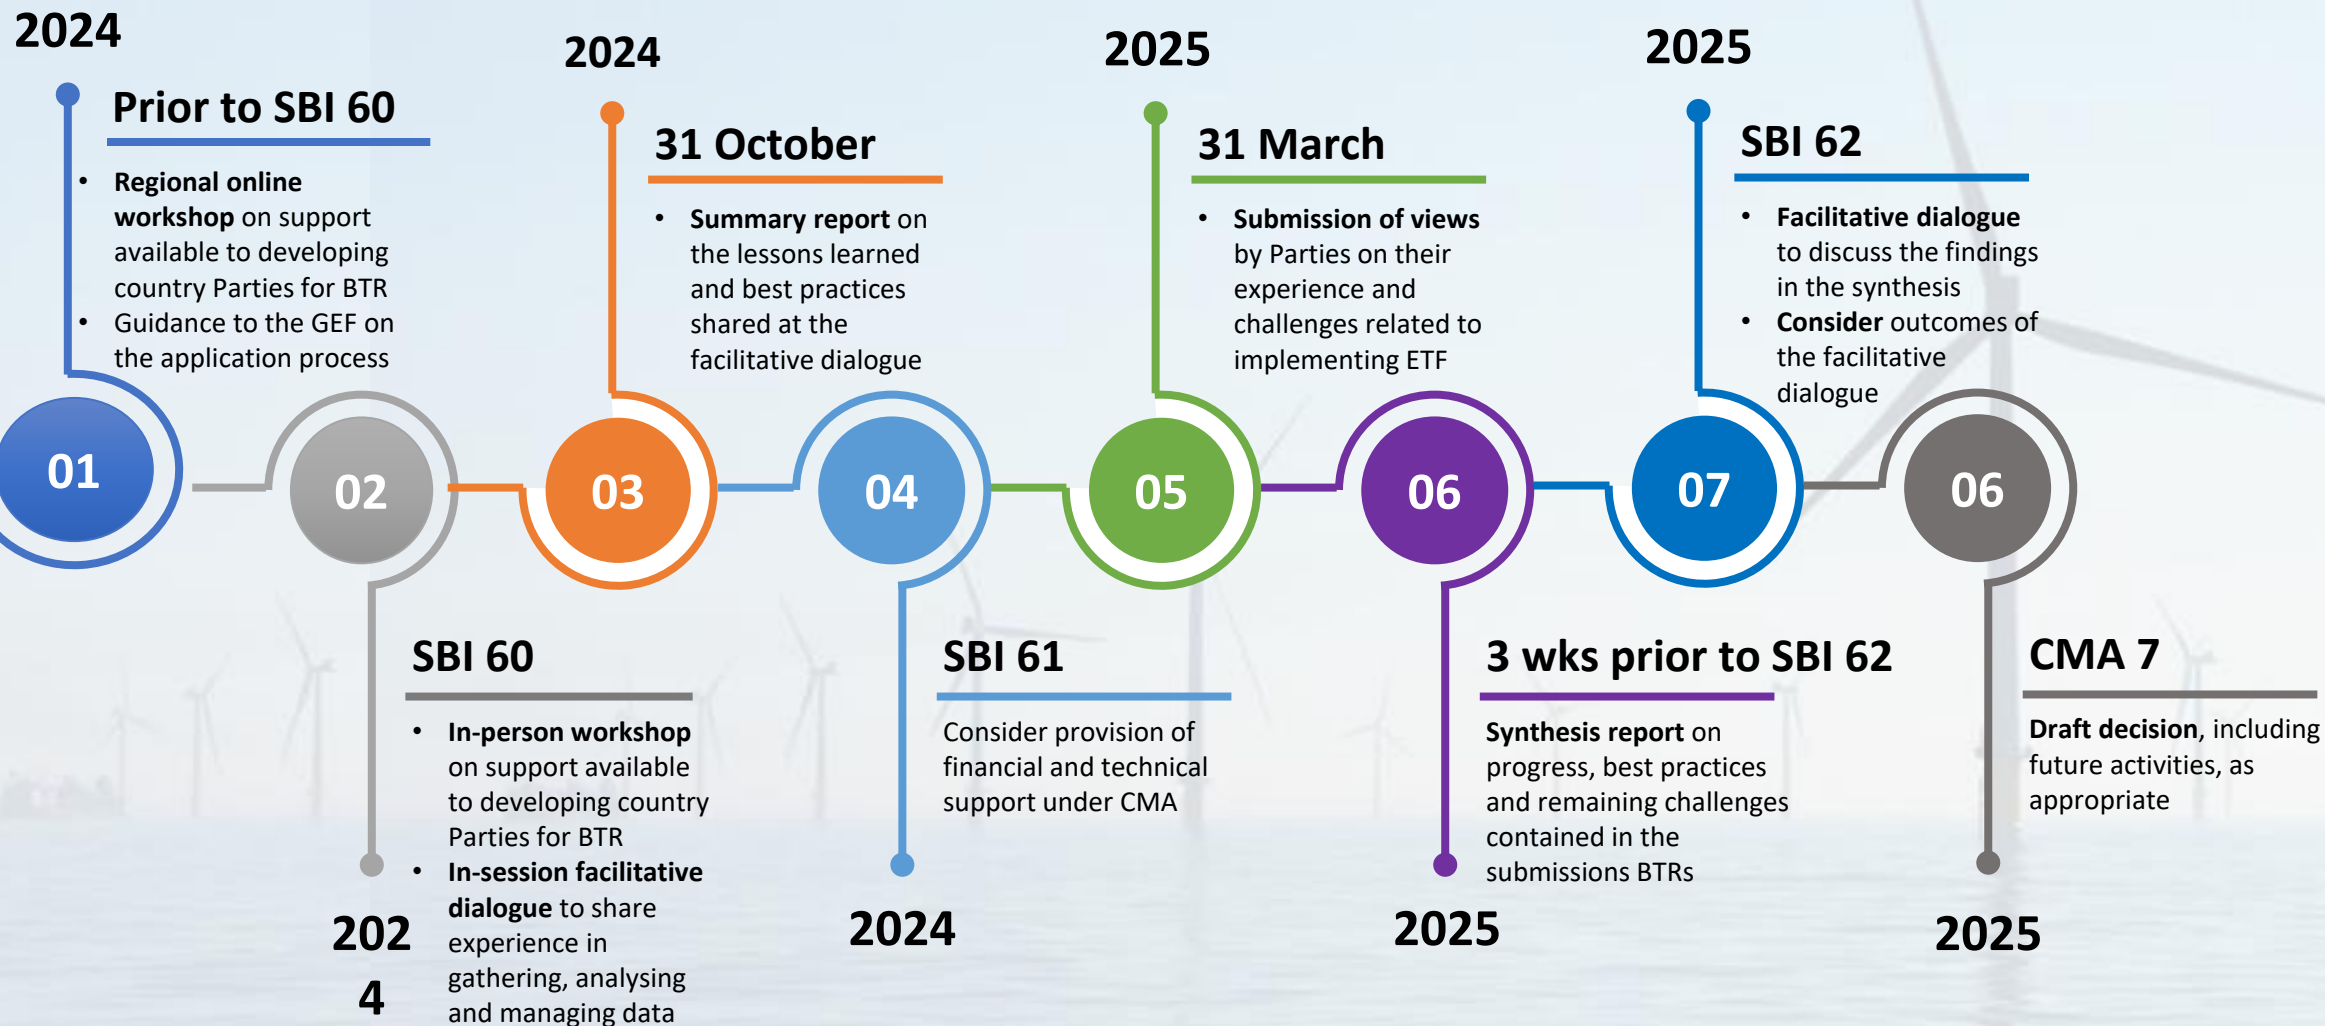 2024
Prior to SBI 60
• Regional online
workshop on support
available to developing
country Parties for BTR
• Guidance to the GEF on
the application process
01
02
SBI 60
• In-person workshop
on support available
to developing country
Parties for BTR
• In-session facilitative
dialogue to share
experience in
gathering, analysing
and managing data
202
4
2024
31 October
• Summary report on
the lessons learned
and best practices
shared at the
facilitative dialogue
03
04
SBI 61
Consider provision of
financial and technical
support under CMA
2024
2025
31 March
• Submission of views
by Parties on their
experience and
challenges related to
implementing ETF
05
06
3 wks prior to SBI 62
Synthesis report on
progress, best practices
and remaining challenges
contained in the
submissions BTRs
2025
2025
SBI 62
• Facilitative dialogue
to discuss the findings
in the synthesis
• Consider outcomes of
the facilitative
dialogue
07
06
CMA 7
Draft decision, including
future activities, as
appropriate
2025